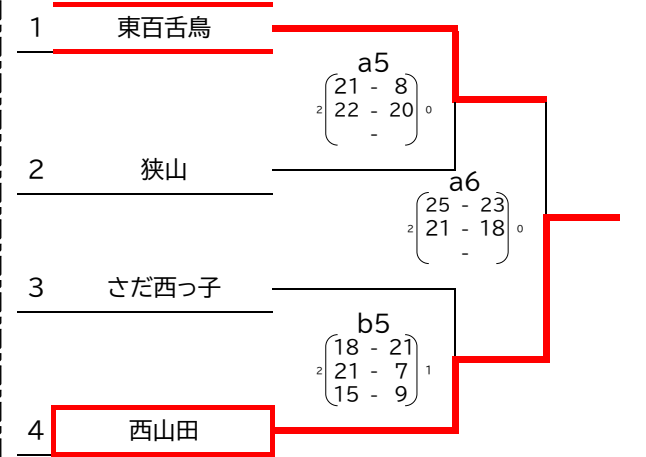 1 東百舌鳥
a5
21 - 8
2 22 - 20 0
-
2 狭山
a6
25 - 23
2 21 - 18 0
-
3 さだ西っ子
b5
18 - 21
2 21 - 7 1
15 - 9
4 西山田